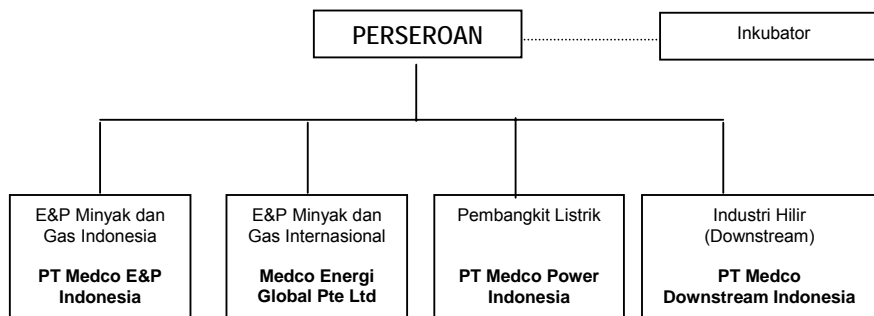 PERSEROAN
Inkubator
E&P Minyak dan
Gas Indonesia
PT Medco E&P
Indonesia
E&P Minyak dan
Gas Internasional
Medco Energi
Global Pte Ltd
Pembangkit Listrik
PT Medco Power
Indonesia
Industri Hilir
(Downstream)
PT Medco
Downstream Indonesia